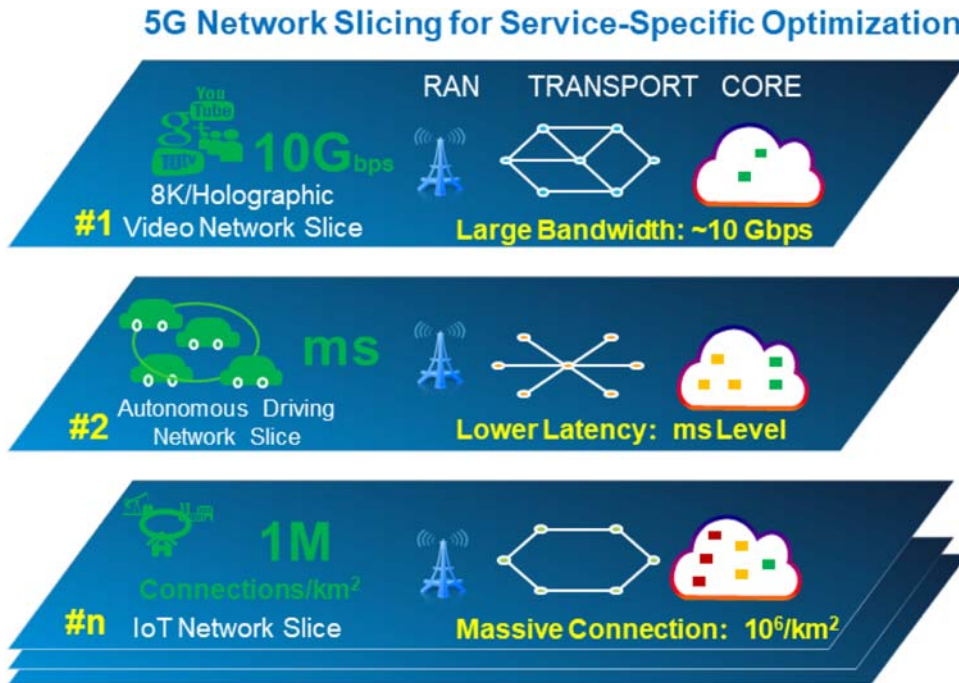 5G Network Slicing for Service-Specific Optimization
RAN TRANSPORT CORE
You
Tube
g+
10Gbps
8K/Holographic
#1 Video Network Slice
Large Bandwidth: ~10 Gbps
ms
Autonomous Driving
#2 Network Slice
Lower Latency: ms Level
1M
Connections/km²
#n IoT Network Slice
Massive Connection: 10⁶/km²